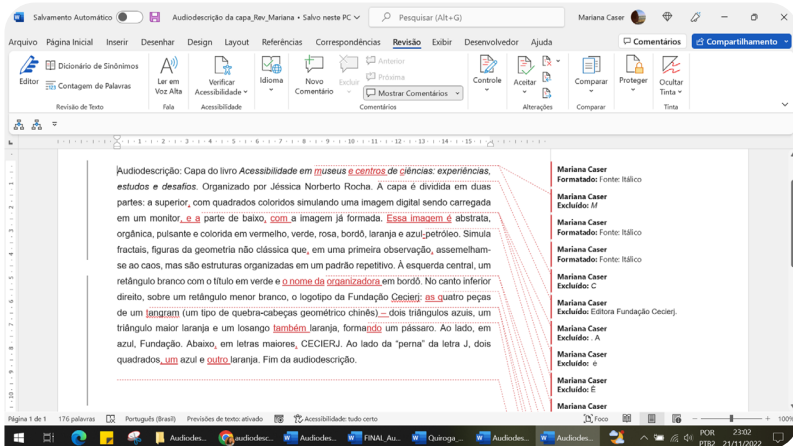 Salvamento Automático
Audiodescrição da capa_Rev_Mariana • Salvo neste PC
Pesquisar (Alt+G)
Mariana Caser
Arquivo Página Inicial Inserir Desenhar Design Layout Referências Correspondências Revisão Exibir Desenvolvedor Ajuda
Comentários
Compartilhamento
Editor
Dicionário de Sinônimos
Contagem de Palavras
Revisão de Texto
Ler em Voz Alta
Fala
Verificar Acessibilidade
Acessibilidade
Idioma
Novo Comentário
Excluir
Anterior
Próxima
Mostrar Comentários
Comentários
Controle
Aceitar
Alterações
Comparar
Comparar
Proteger
Ocultar Tinta
Tinta
Audiodescrição: Capa do livro Acessibilidade em museus e centros de ciências: experiências,
estudos e desafios. Organizado por Jéssica Norberto Rocha. A capa é dividida em duas
partes: a superior, com quadrados coloridos simulando uma imagem digital sendo carregada
em um monitor, e a parte de baixo, com a imagem já formada. Essa imagem é abstrata,
orgânica, pulsante e colorida em vermelho, verde, rosa, bordô, laranja e azul-petróleo. Simula
fractais, figuras da geometria não clássica que, em uma primeira observação, assemelham-
se ao caos, mas são estruturas organizadas em um padrão repetitivo. À esquerda central, um
retângulo branco com o título em verde e o nome da organizadora em bordô. No canto inferior
direito, sobre um retângulo menor branco, o logotipo da Fundação Cecierj: as quatro peças
de um tangram (um tipo de quebra-cabeças geométrico chinês) – dois triângulos azuis, um
triângulo maior laranja e um losango também laranja, formando um pássaro. Ao lado, em
azul, Fundação. Abaixo, em letras maiores, CECIERJ. Ao lado da "perna" da letra J, dois
quadrados, um azul e outro laranja. Fim da audiodescrição.
Mariana Caser
Formatado: Fonte: Itálico
Mariana Caser
Excluído: M
Mariana Caser
Formatado: Fonte: Itálico
Mariana Caser
Formatado: Fonte: Itálico
Mariana Caser
Excluído: C
Mariana Caser
Excluído: Editora Fundação Cecierj.
Mariana Caser
Excluído: . A
Mariana Caser
Excluído: é
Mariana Caser
Excluído: É
Mariana Caser
Página 1 de 1 176 palavras Português (Brasil) Previsões de texto: ativado Acessibilidade: tudo certo Foco 100%
Audiodes... audiodesc... Audiodes... FINAL_Au... Quiroga_... Audiodes... Audiodes...
POR
PTB2
23:02
21/11/2022